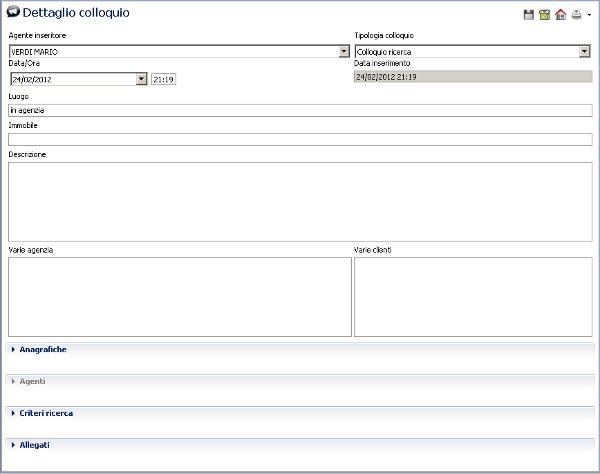 Dettaglio colloquio
Agente inseritore Tipologia colloquio
VERDI MARIO Colloquio ricerca
Data/Ora Data inserimento
24/02/2012 21:19 24/02/2012 21:19
Luogo
in agenzia
Immobile
Descrizione
Varie agenzia Varie clienti
Anagrafiche
Agenti
Criteri ricerca
Allegati